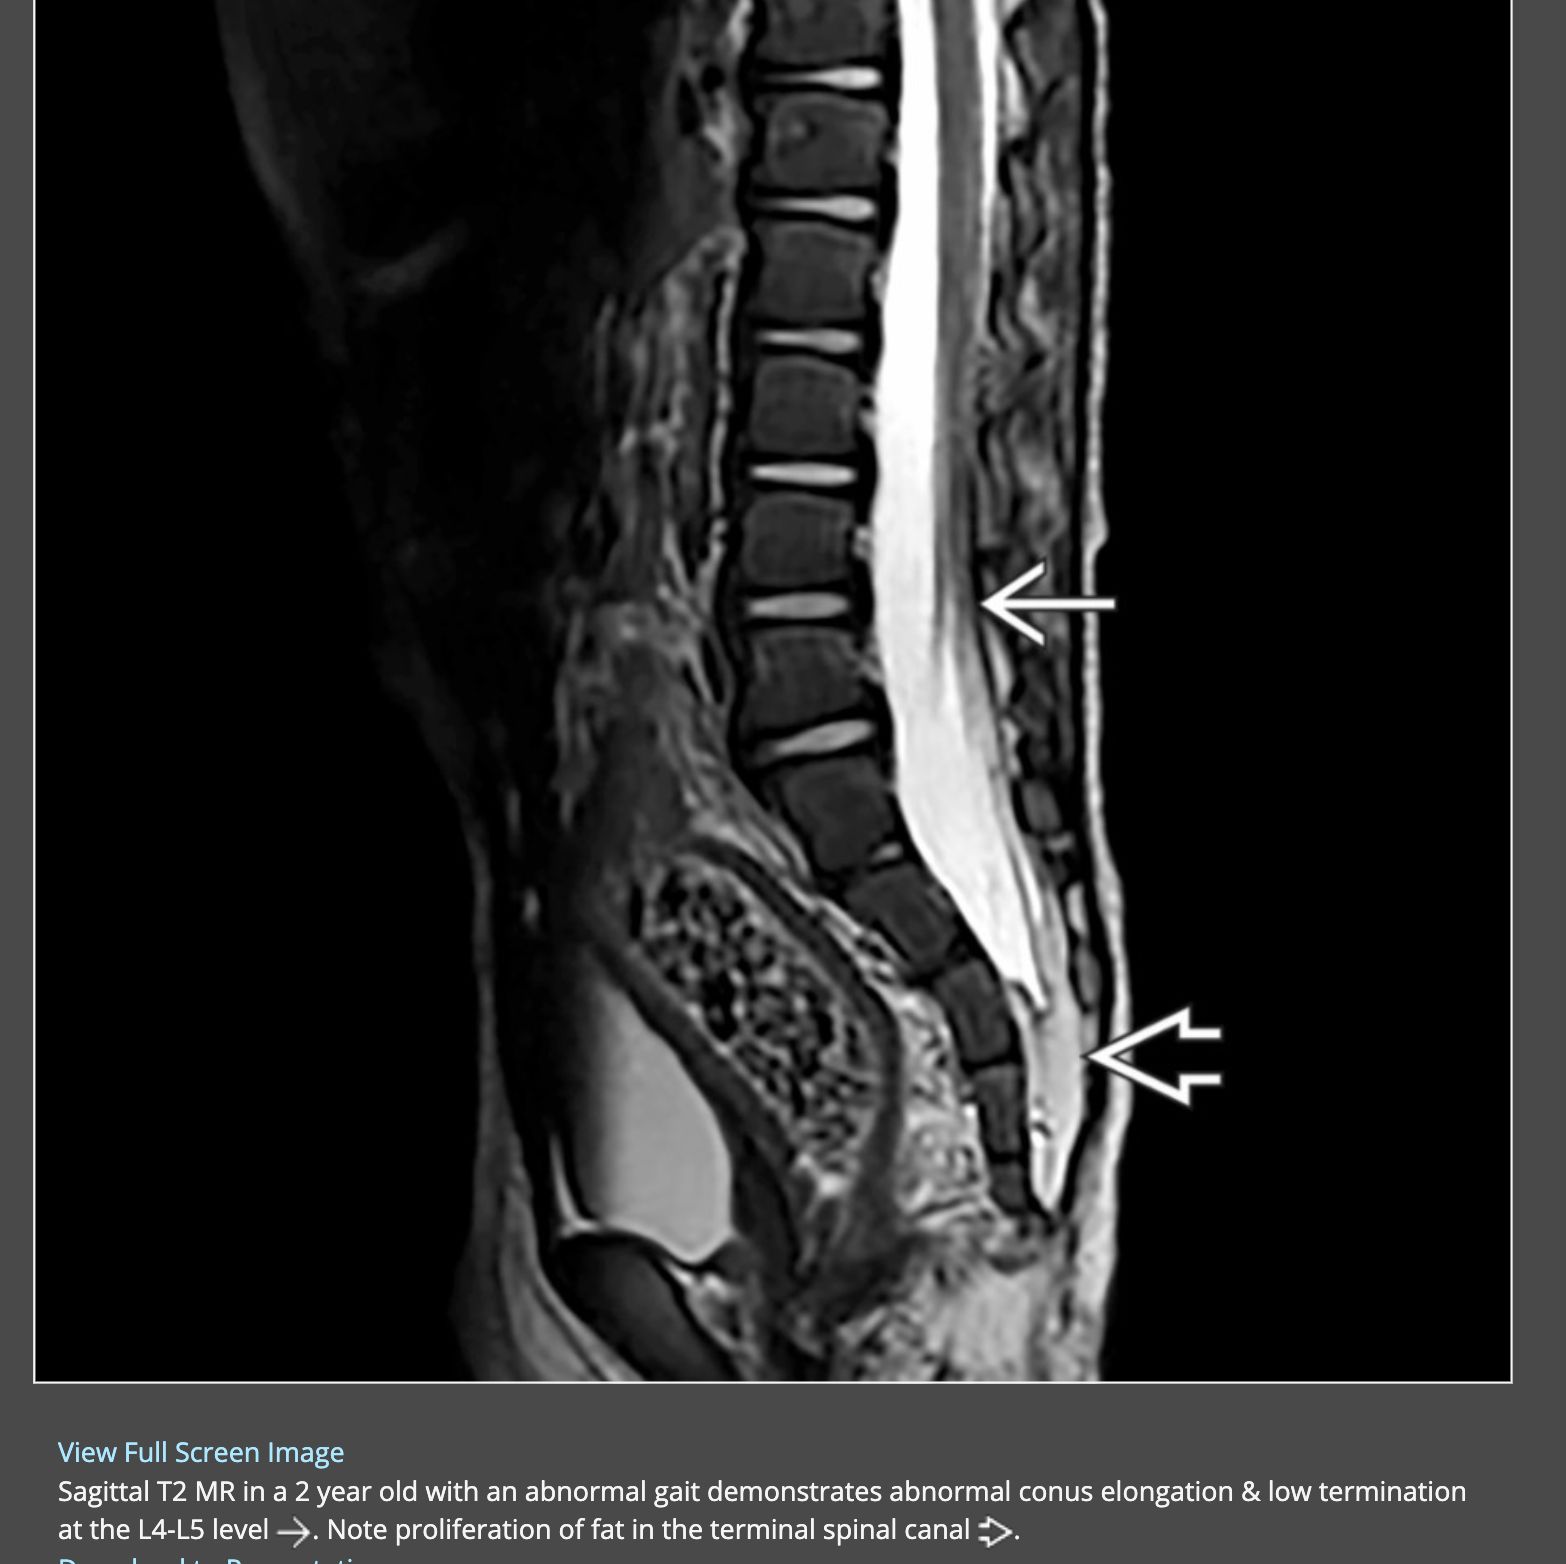 View Full Screen Image
Sagittal T2 MR in a 2 year old with an abnormal gait demonstrates abnormal conus elongation & low termination
at the L4-L5 level →. Note proliferation of fat in the terminal spinal canal ⇨.